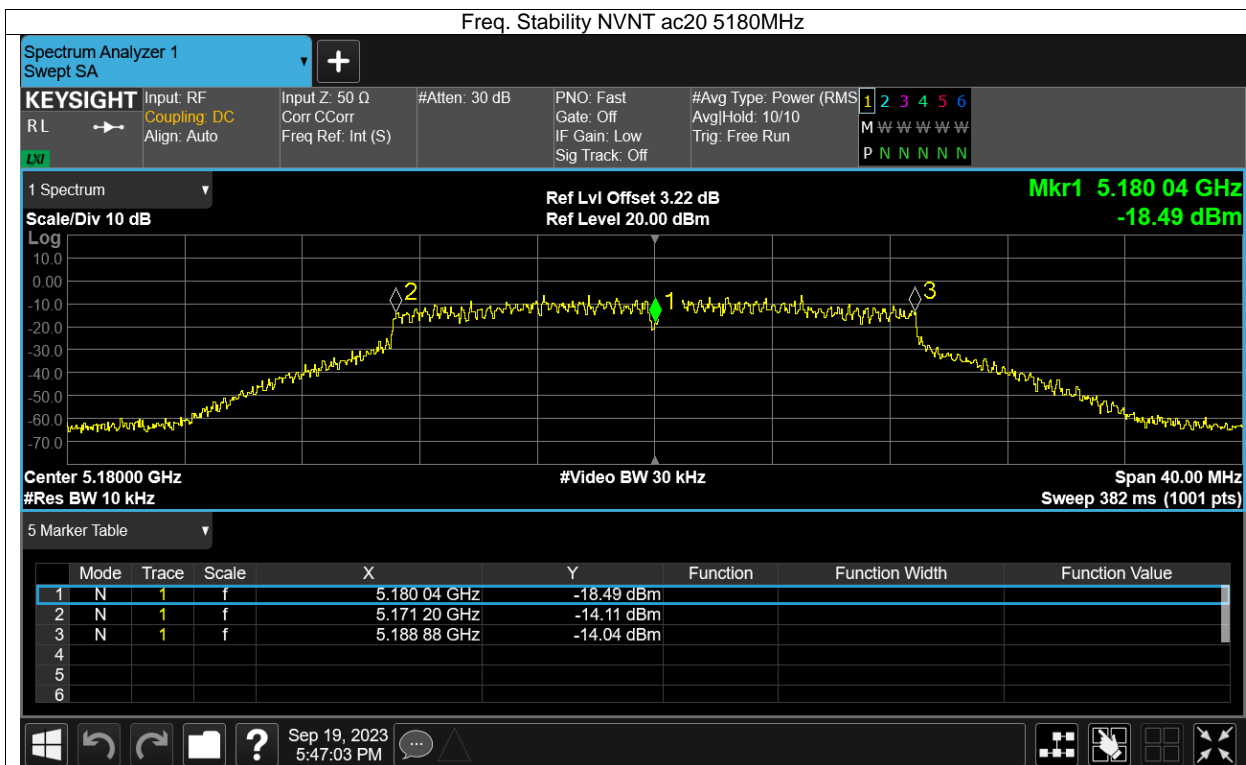 Freq. Stability NVNT ac20 5180MHz
Spectrum Analyzer 1
Swept SA
KEYSIGHT
R L
LXI
Input: RF
Coupling: DC
Align: Auto
Input Z: 50 Ω
Corr CCorr
Freq Ref: Int (S)
#Atten: 30 dB
PNO: Fast
Gate: Off
IF Gain: Low
Sig Track: Off
#Avg Type: Power (RMS
Avg|Hold: 10/10
Trig: Free Run
1 2 3 4 5 6
M W W W W W
P N N N N N
1 Spectrum
Scale/Div 10 dB
Ref Lvl Offset 3.22 dB
Ref Level 20.00 dBm
Mkr1 5.180 04 GHz
-18.49 dBm
Log
10.0
0.00
-10.0
-20.0
-30.0
-40.0
-50.0
-60.0
-70.0
2
1
3
Center 5.18000 GHz
#Video BW 30 kHz
Span 40.00 MHz
#Res BW 10 kHz
Sweep 382 ms (1001 pts)
5 Marker Table
Mode Trace Scale X Y Function Function Width Function Value
1 N 1 f 5.180 04 GHz -18.49 dBm
2 N 1 f 5.171 20 GHz -14.11 dBm
3 N 1 f 5.188 88 GHz -14.04 dBm
4
5
6
?
Sep 19, 2023
5:47:03 PM